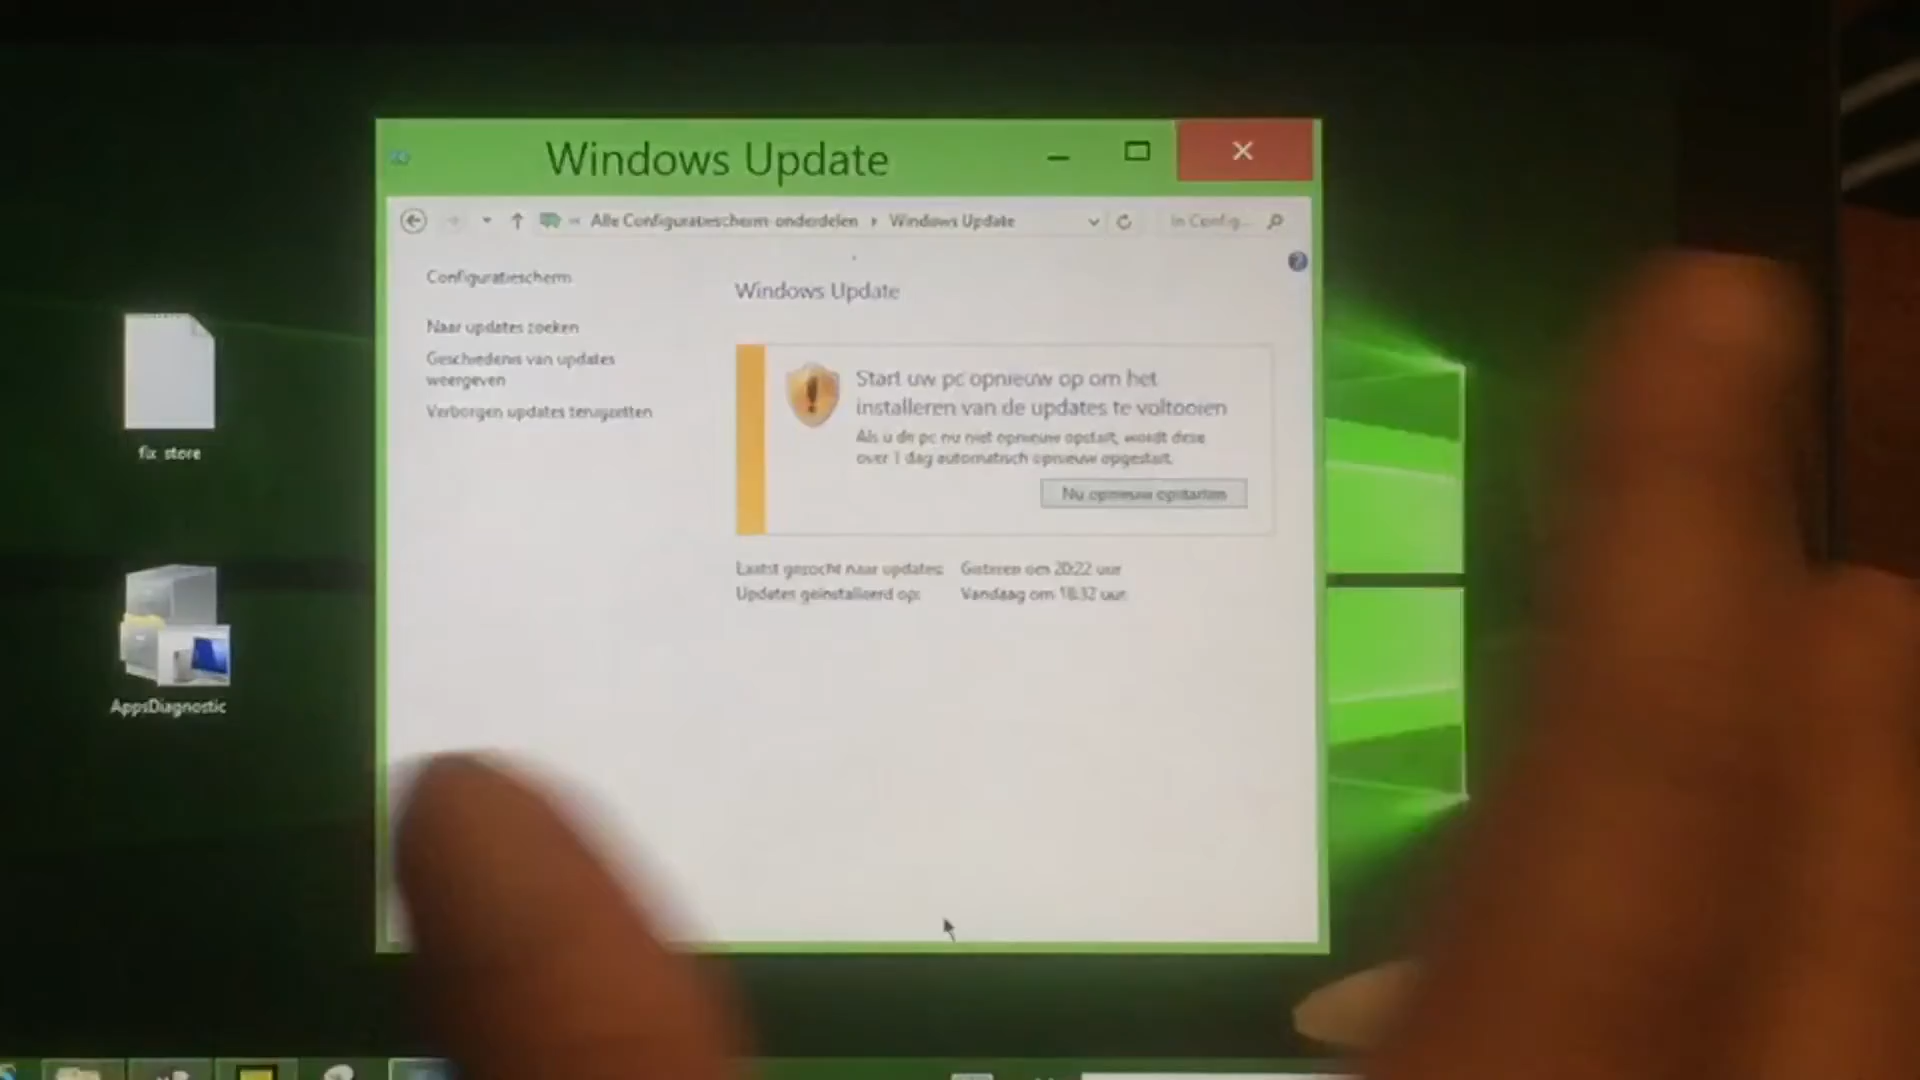 Windows Update
Alle Configuratiescherm-onderdelen
Windows Update
In Config...
Configuratiescherm
Windows Update
Naar updates zoeken
Geschiedenis van updates
weergeven
Verborgen updates terugzetten
Start uw pc opnieuw op om het
installeren van de updates te voltooien
Als u de pc nu niet opnieuw opstart, wordt deze
over 1 dag automatisch opnieuw opgestart.
Nu opnieuw opstarten
Laatst gezocht naar updates: Gisteren om 20:22 uur
Updates geïnstalleerd op: Vandaag om 18:32 uur.
fix store
AppsDiagnostic